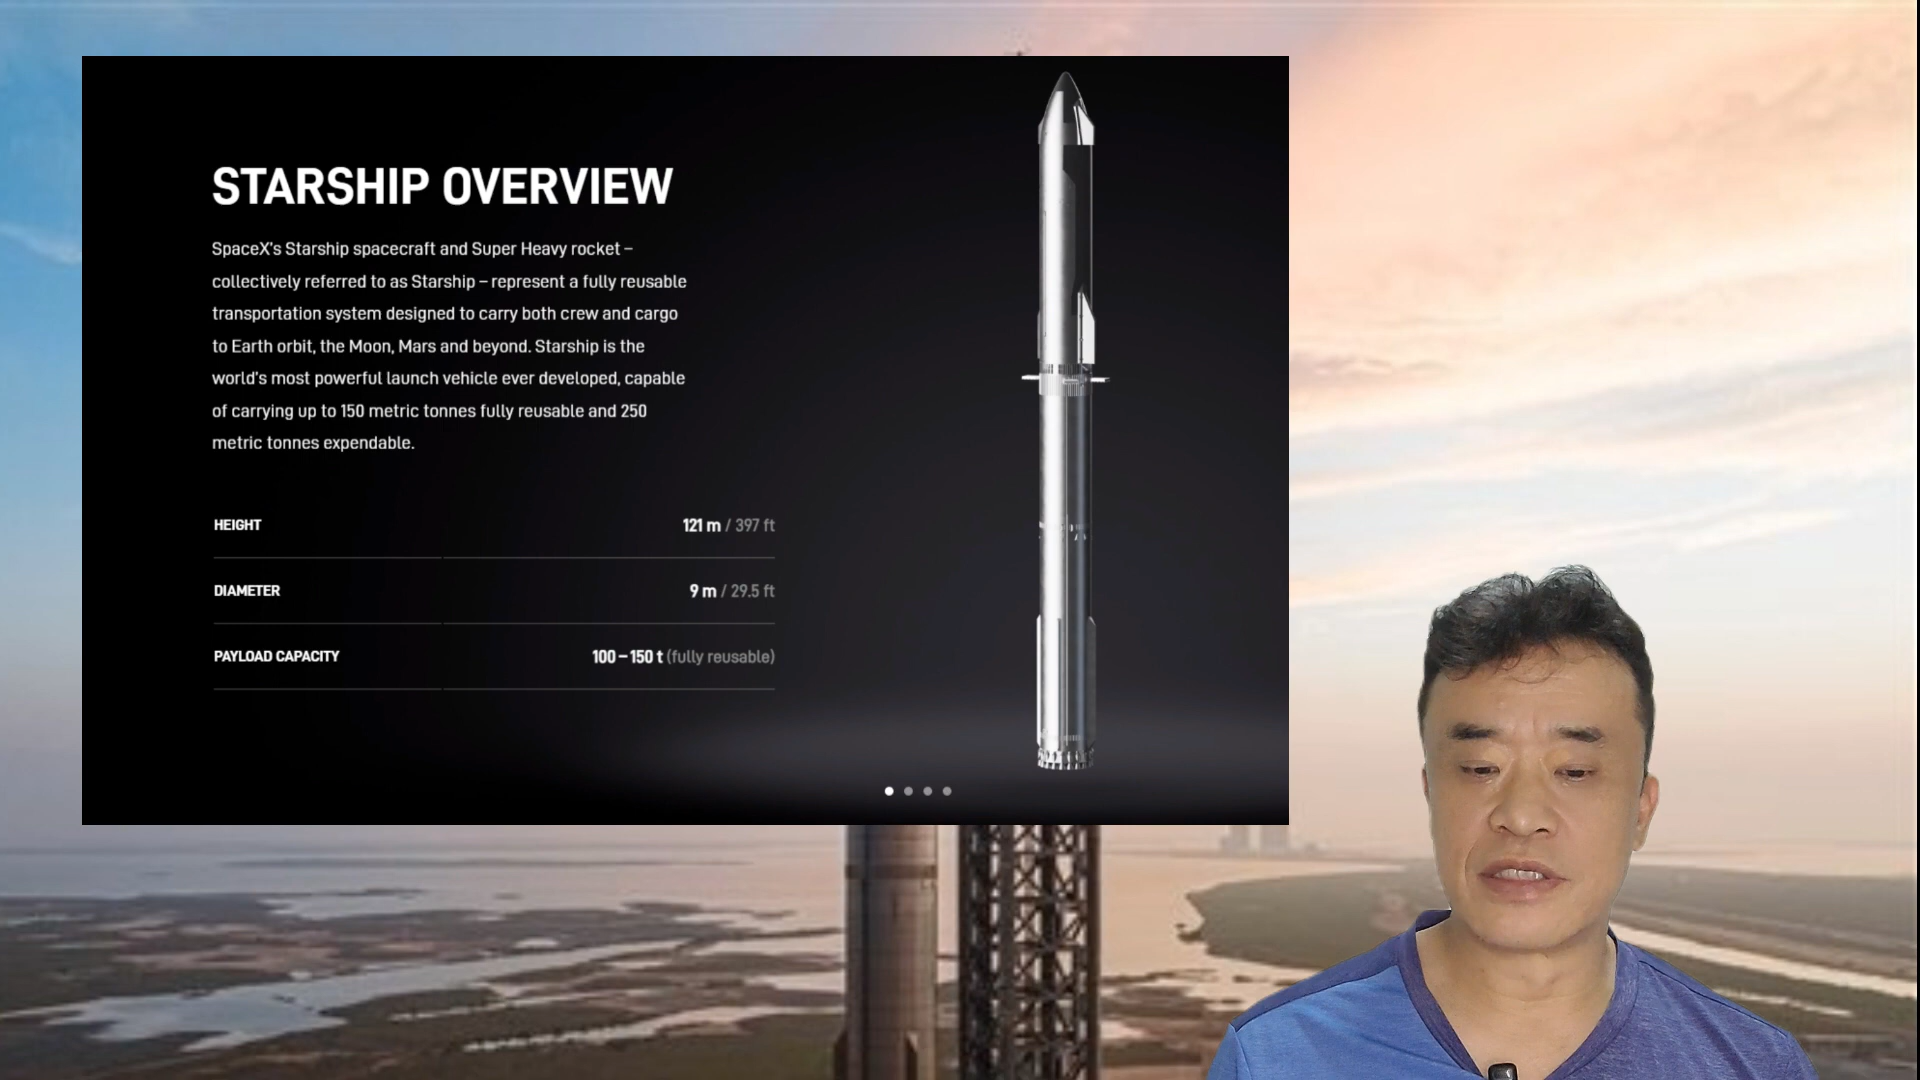 STARSHIP OVERVIEW
SpaceX's Starship spacecraft and Super Heavy rocket –
collectively referred to as Starship – represent a fully reusable
transportation system designed to carry both crew and cargo
to Earth orbit, the Moon, Mars and beyond. Starship is the
world's most powerful launch vehicle ever developed, capable
of carrying up to 150 metric tonnes fully reusable and 250
metric tonnes expendable.
HEIGHT 121 m / 397 ft
DIAMETER 9 m / 29.5 ft
PAYLOAD CAPACITY 100 – 150 t (fully reusable)